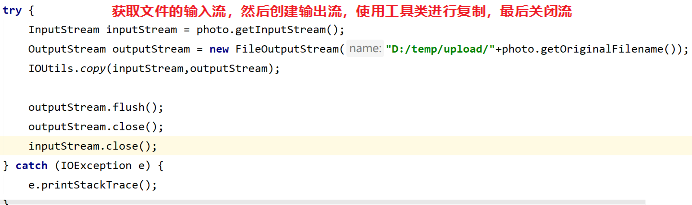 try {
获取文件的输入流，然后创建输出流，使用工具类进行复制，最后关闭流
InputStream inputStream = photo.getInputStream();
OutputStream outputStream = new FileOutputStream( name: "D:/temp/upload/"+photo.getOriginalFilename());
IOUtils.copy(inputStream,outputStream);
outputStream.flush();
outputStream.close();
inputStream.close();
} catch (IOException e) {
e.printStackTrace();
}